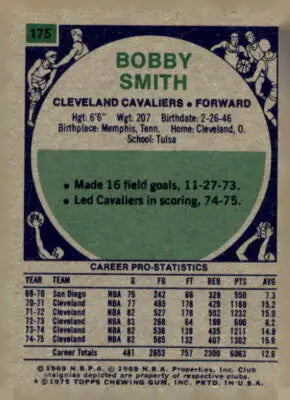 175
BOBBY
SMITH
CLEVELAND CAVALIERS • FORWARD
Hgt: 6'6" Wgt: 207 Birthdate: 2-26-46
Birthplace: Memphis, Tenn. Home: Cleveland, O.
School: Tulsa
• Made 16 field goals, 11-27-73.
• Led Cavaliers in scoring, 74-75.
CAREER PRO-STATISTICS
YEAR TEAM G FG FT REB PTS AVG
69-70 San Diego NBA 75 242 66 328 550 7.3
70-71 Cleveland NBA 77 495 178 429 1168 15.2
71-72 Cleveland NBA 82 527 178 502 1232 15.0
72-73 Cleveland NBA 73 268 64 199 600 8.2
73-74 Cleveland NBA 82 536 139 435 1211 14.8
74-75 Cleveland NBA 82 585 132 407 1302 15.9
Career Totals 481 2653 757 2300 6063 12.6
© 1969 N.B.P.A. © 1969 N.B.A. Properties, Inc. Club
insignias depicted are property of respective clubs.
* © 1975 TOPPS CHEWING GUM, INC. PRTD. IN U.S.A.